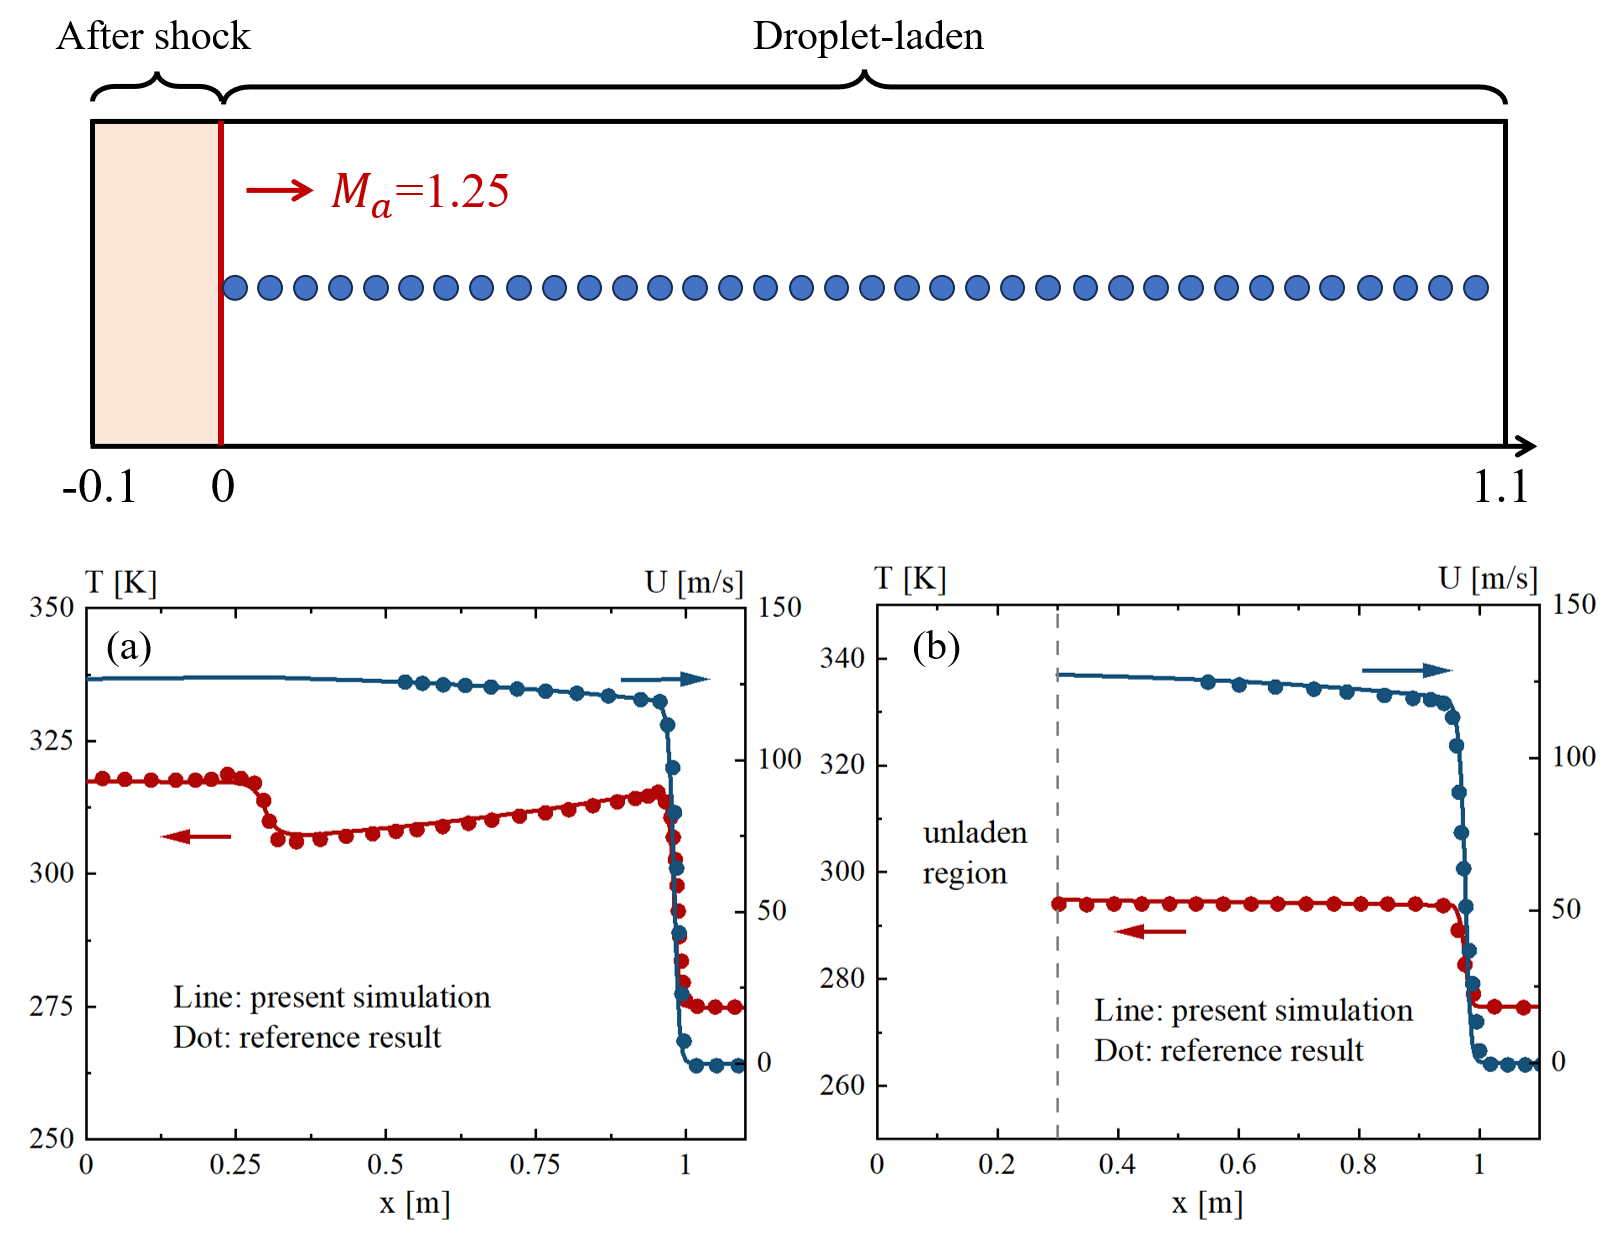 After shock
Droplet-laden
Mₐ=1.25
-0.1
0
1.1
T [K]
U [m/s]
350
325
300
275
250
150
100
50
0
(a)
Line: present simulation
Dot: reference result
0
0.25
0.5
0.75
1
x [m]
T [K]
U [m/s]
340
320
300
280
260
150
100
50
0
(b)
unladen
region
Line: present simulation
Dot: reference result
0
0.2
0.4
0.6
0.8
1
x [m]